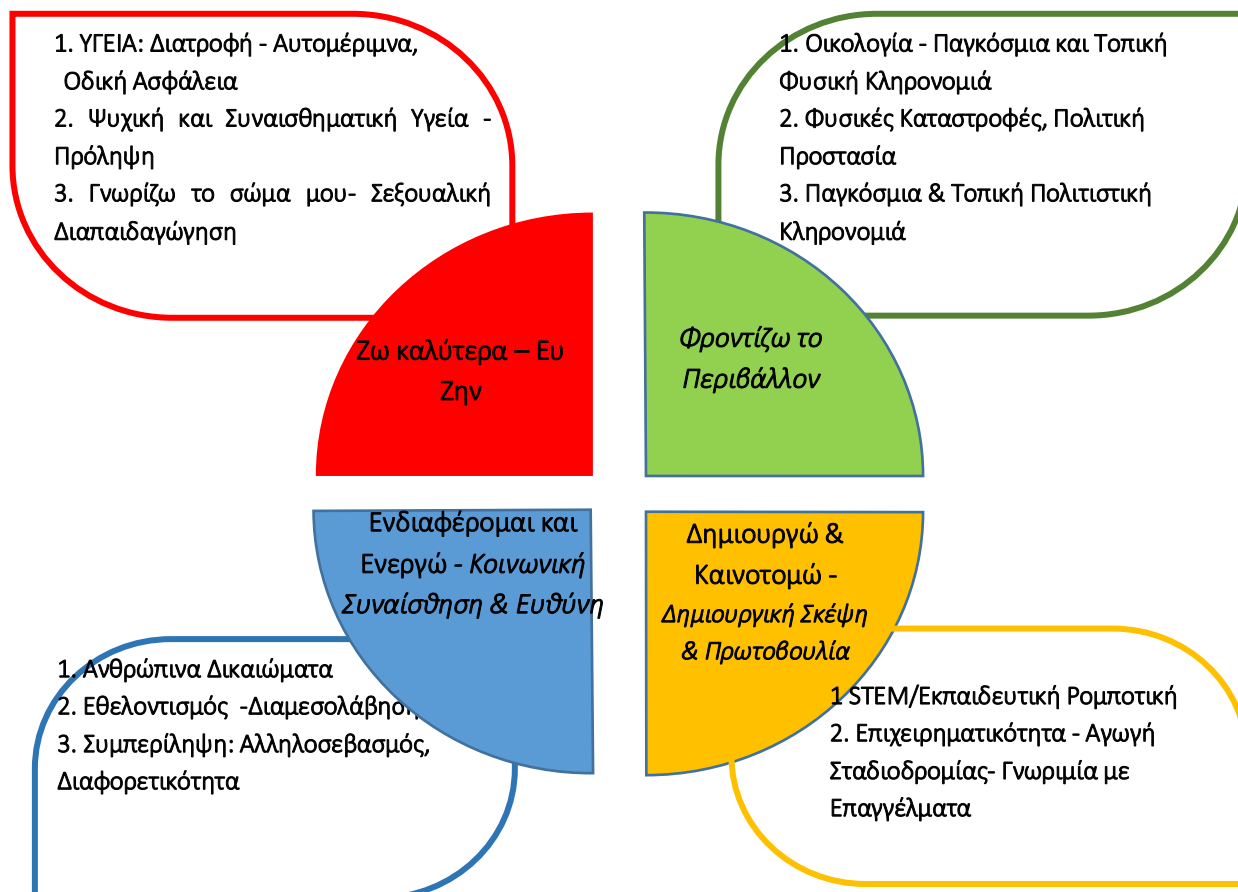 1. ΥΓΕΙΑ: Διατροφή - Αυτομέριμνα,
Οδική Ασφάλεια
2. Ψυχική και Συναισθηματική Υγεία -
Πρόληψη
3. Γνωρίζω το σώμα μου- Σεξουαλική
Διαπαιδαγώγηση
1. Οικολογία - Παγκόσμια και Τοπική
Φυσική Κληρονομιά
2. Φυσικές Καταστροφές, Πολιτική
Προστασία
3. Παγκόσμια & Τοπική Πολιτιστική
Κληρονομιά
Ζω καλύτερα – Ευ
Ζην
Φροντίζω το
Περιβάλλον
Ενδιαφέρομαι και
Ενεργώ - Κοινωνική
Συναίσθηση & Ευθύνη
Δημιουργώ &
Καινοτομώ -
Δημιουργική Σκέψη
& Πρωτοβουλία
1. Ανθρώπινα Δικαιώματα
2. Εθελοντισμός -Διαμεσολάβηση
3. Συμπερίληψη: Αλληλοσεβασμός,
Διαφορετικότητα
1 STEM/Εκπαιδευτική Ρομποτική
2. Επιχειρηματικότητα - Αγωγή
Σταδιοδρομίας- Γνωριμία με
Επαγγέλματα